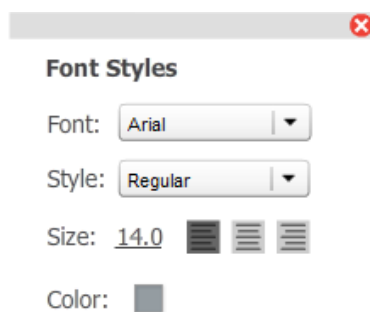 Font Styles
Font: Arial
Style: Regular
Size: 14.0
Color: